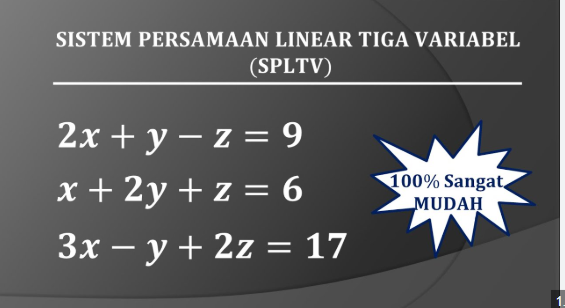 SISTEM PERSAMAAN LINEAR TIGA VARIABEL
(SPLTV)
2x + y − z = 9
x + 2y + z = 6
3x − y + 2z = 17
100% Sangat
MUDAH
1